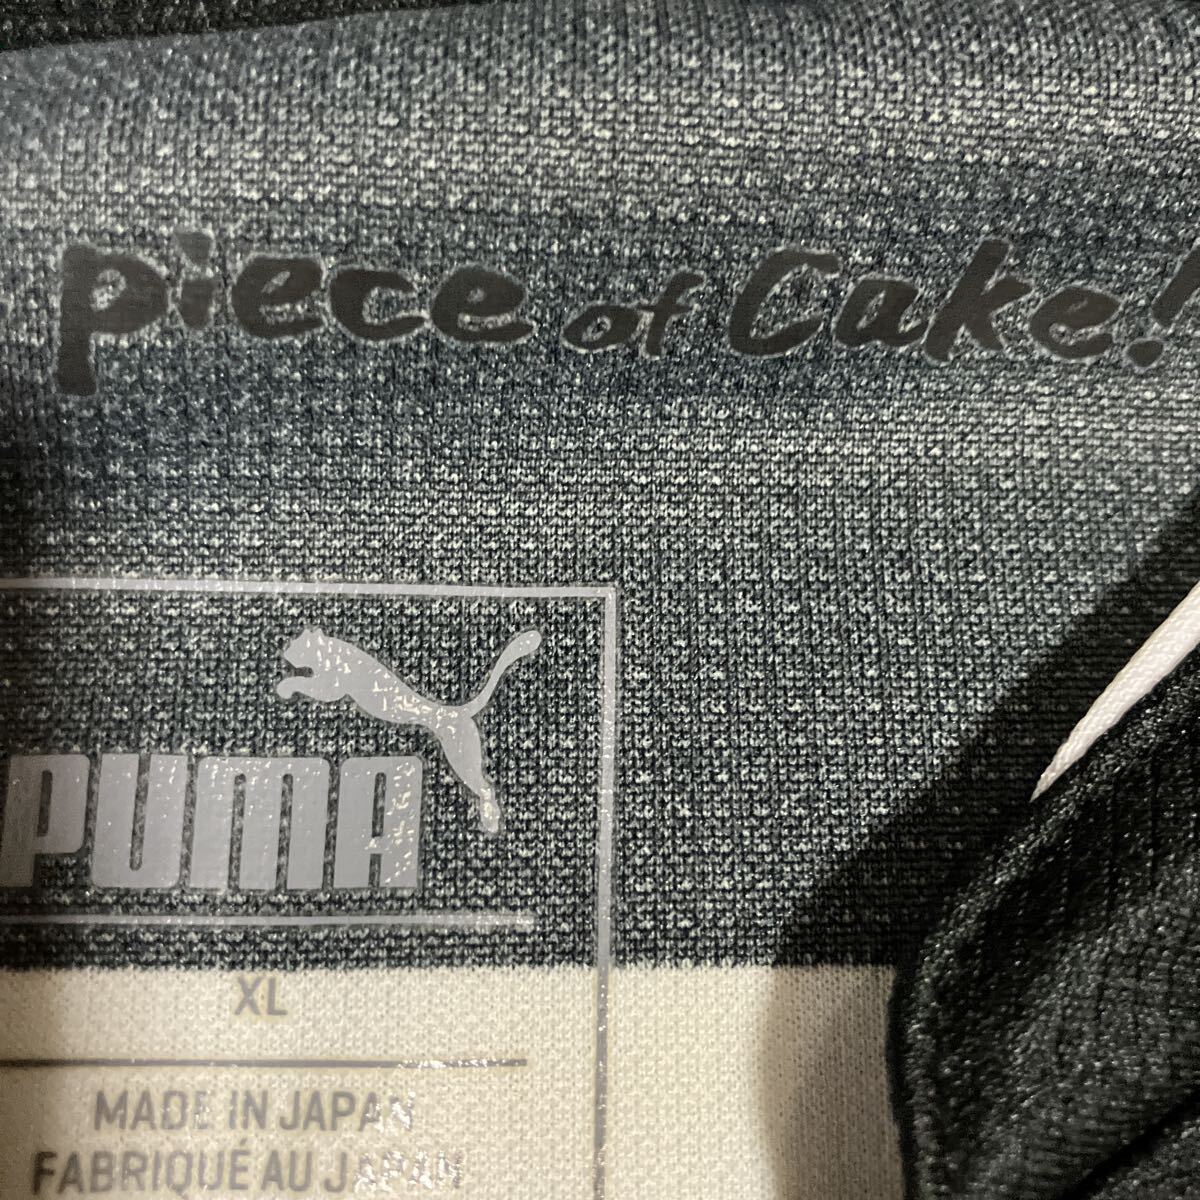 piece of Cake!
PUMA
XL
MADE IN JAPAN
FABRIQUÉ AU JAPAN